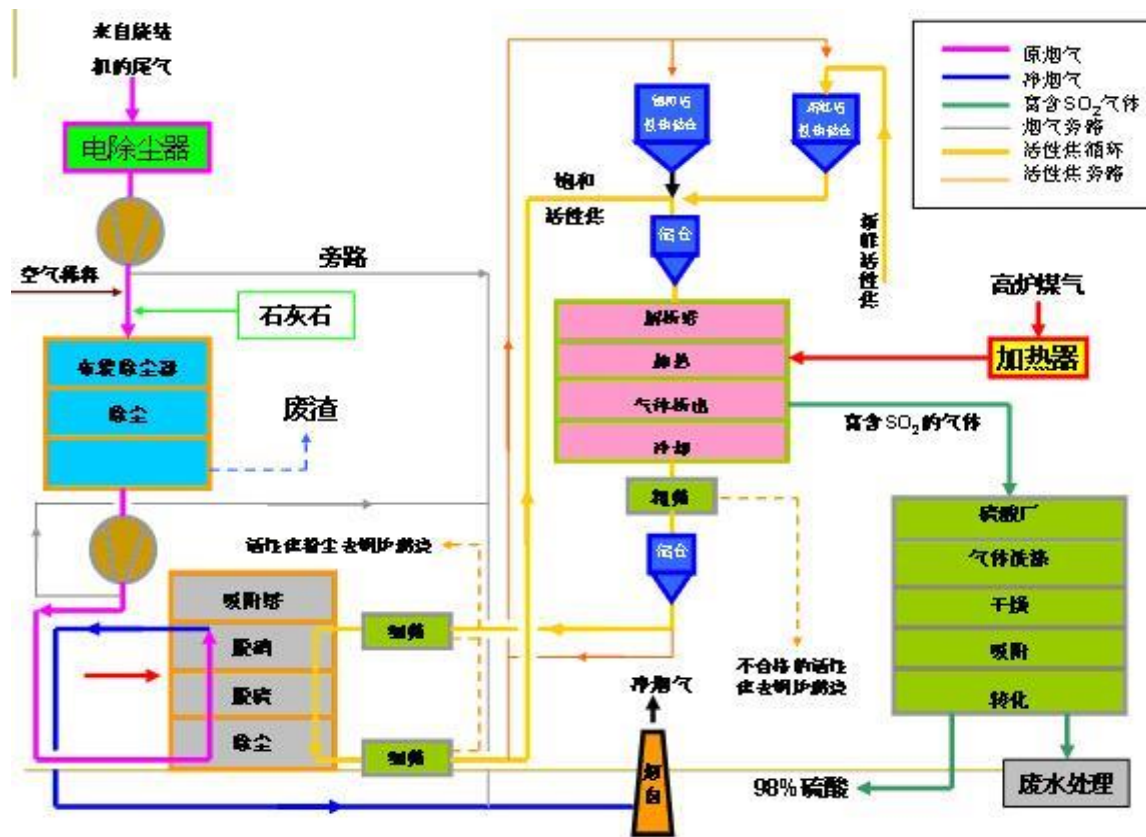 来自烧结
机的尾气
电除尘器
空气稀释
旁路
石灰石
布袋除尘器
除尘
废渣
活性焦粉尘去锅炉燃烧
吸附塔
脱硝
脱硫
除尘
细筛
细筛
饱和
活性焦
储仓
新鲜活性焦
解析塔
加热
气体析出
冷却
粗筛
储仓
不合格的活性
焦去锅炉燃烧
净烟气
烟囱
高炉煤气
加热器
富含SO₂的气体
硫酸厂
气体洗涤
干燥
吸附
转化
98%硫酸
废水处理
原烟气
净烟气
富含SO₂气体
烟气旁路
活性焦循环
活性焦旁路